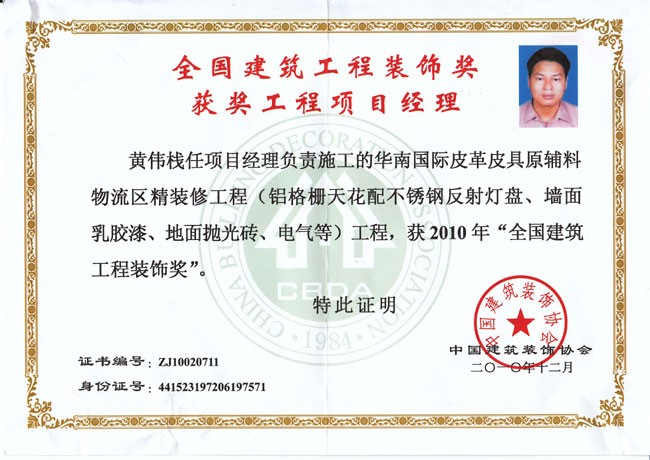 全国建筑工程装饰奖
获奖工程项目经理
黄伟栈任项目经理负责施工的华南国际皮革皮具原辅料
物流区精装修工程（铝格栅天花配不锈钢反射灯盘、墙面
乳胶漆、地面抛光砖、电气等）工程，获 2010 年“全国建筑
工程装饰奖”。
特此证明
CHINA BUILDING DECORATION ASSOCIATION
CBDA
·1984·
中国建筑装饰协会
证书编号：ZJ10020711
身份证号：441523197206197571
中国建筑装饰协会
二〇一〇年十二月